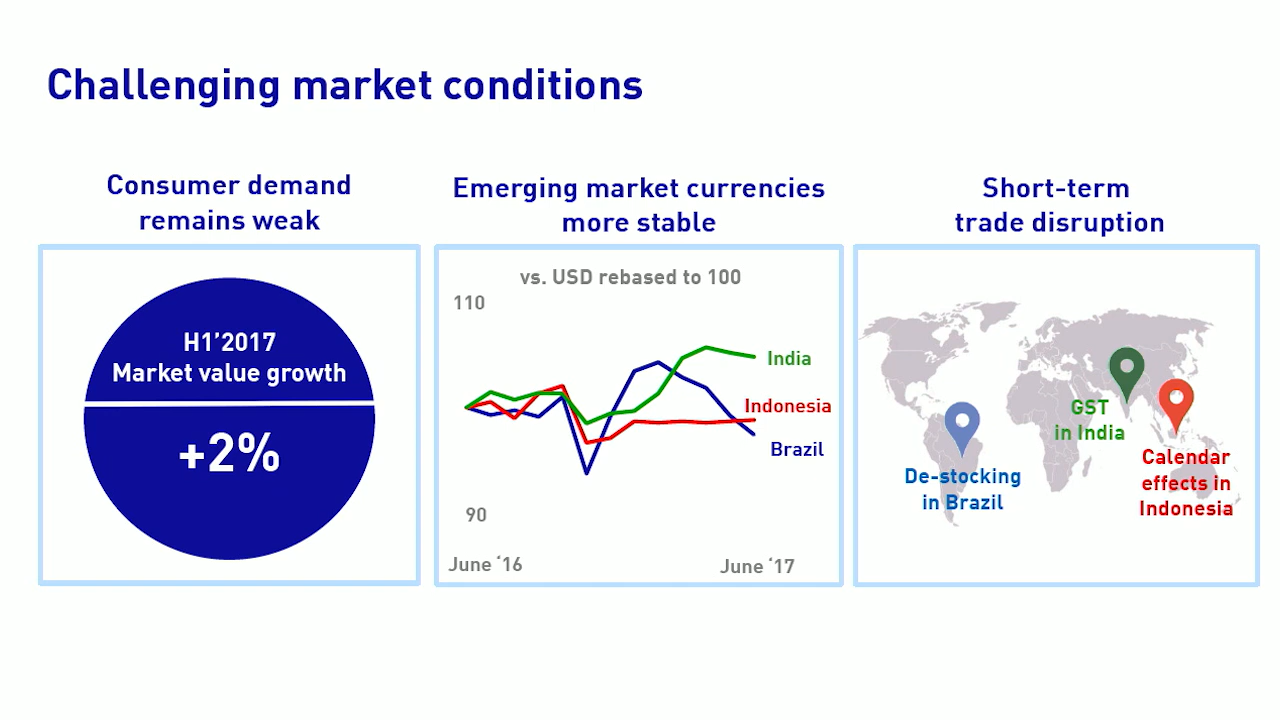 Challenging market conditions
Consumer demand
remains weak
H1’2017
Market value growth
+2%
Emerging market currencies
more stable
vs. USD rebased to 100
110
India
Indonesia
Brazil
90
June ‘16
June ‘17
Short-term
trade disruption
GST
in India
De-stocking
in Brazil
Calendar
effects in
Indonesia